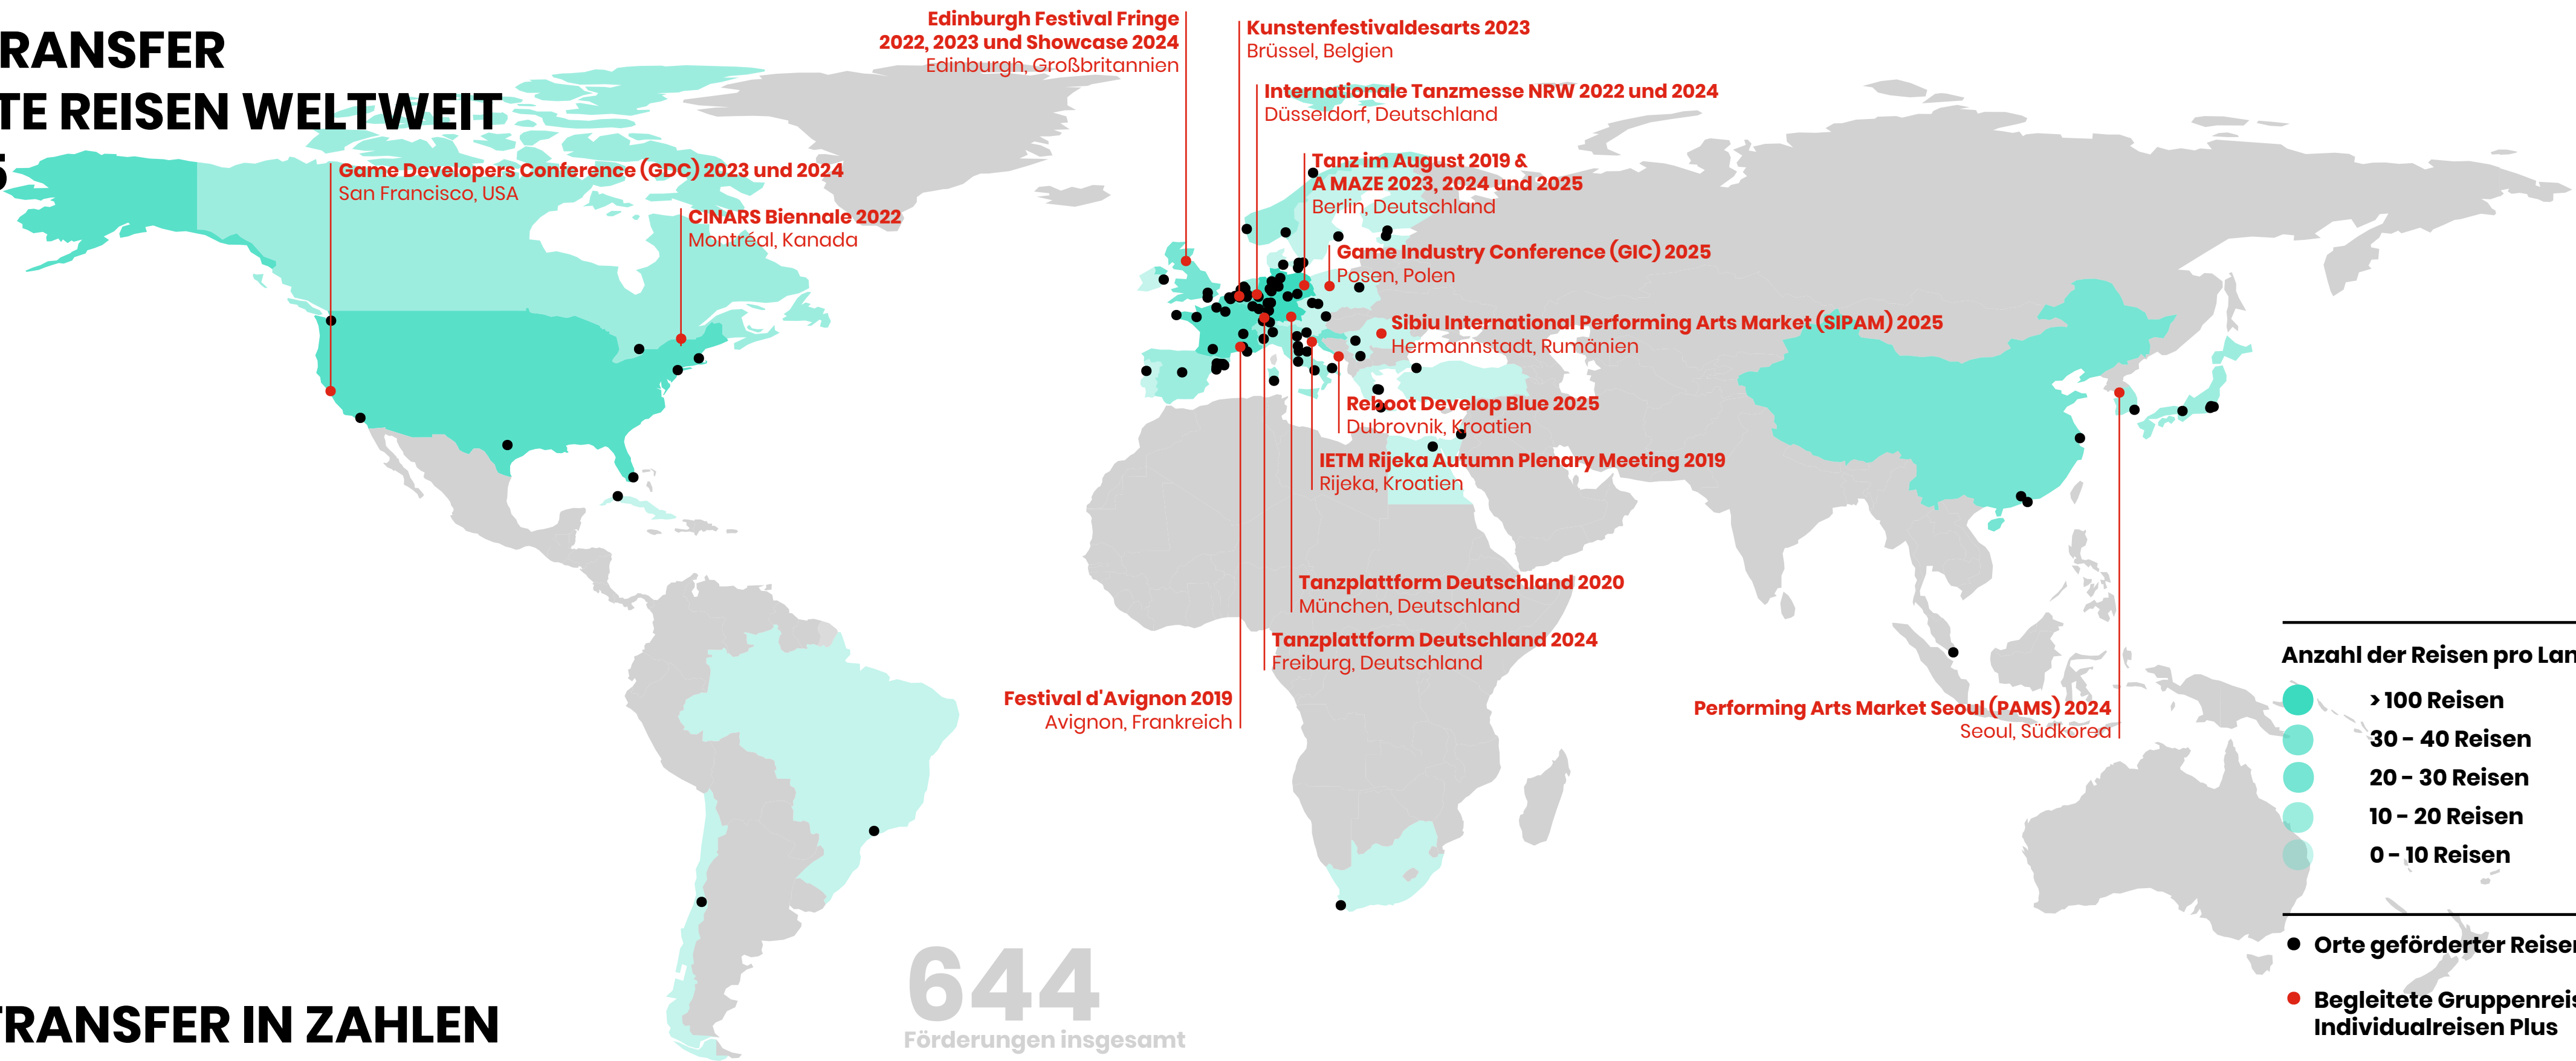 RANSFER
TE REISEN WELTWEIT
5
Edinburgh Festival Fringe
2022, 2023 und Showcase 2024
Edinburgh, Großbritannien
Kunstenfestivaldesarts 2023
Brüssel, Belgien
Internationale Tanzmesse NRW 2022 und 2024
Düsseldorf, Deutschland
Tanz im August 2019 &
A MAZE 2023, 2024 und 2025
Berlin, Deutschland
Game Developers Conference (GDC) 2023 und 2024
San Francisco, USA
CINARS Biennale 2022
Montréal, Kanada
Game Industry Conference (GIC) 2025
Posen, Polen
Sibiu International Performing Arts Market (SIPAM) 2025
Hermannstadt, Rumänien
Reboot Develop Blue 2025
Dubrovnik, Kroatien
IETM Rijeka Autumn Plenary Meeting 2019
Rijeka, Kroatien
Tanzplattform Deutschland 2020
München, Deutschland
Tanzplattform Deutschland 2024
Freiburg, Deutschland
Festival d'Avignon 2019
Avignon, Frankreich
Performing Arts Market Seoul (PAMS) 2024
Seoul, Südkorea
Anzahl der Reisen pro Lan
> 100 Reisen
30 – 40 Reisen
20 – 30 Reisen
10 – 20 Reisen
0 – 10 Reisen
Orte geförderter Reisen
Begleitete Gruppenreis
Individualreisen Plus
644
Förderungen insgesamt
TRANSFER IN ZAHLEN